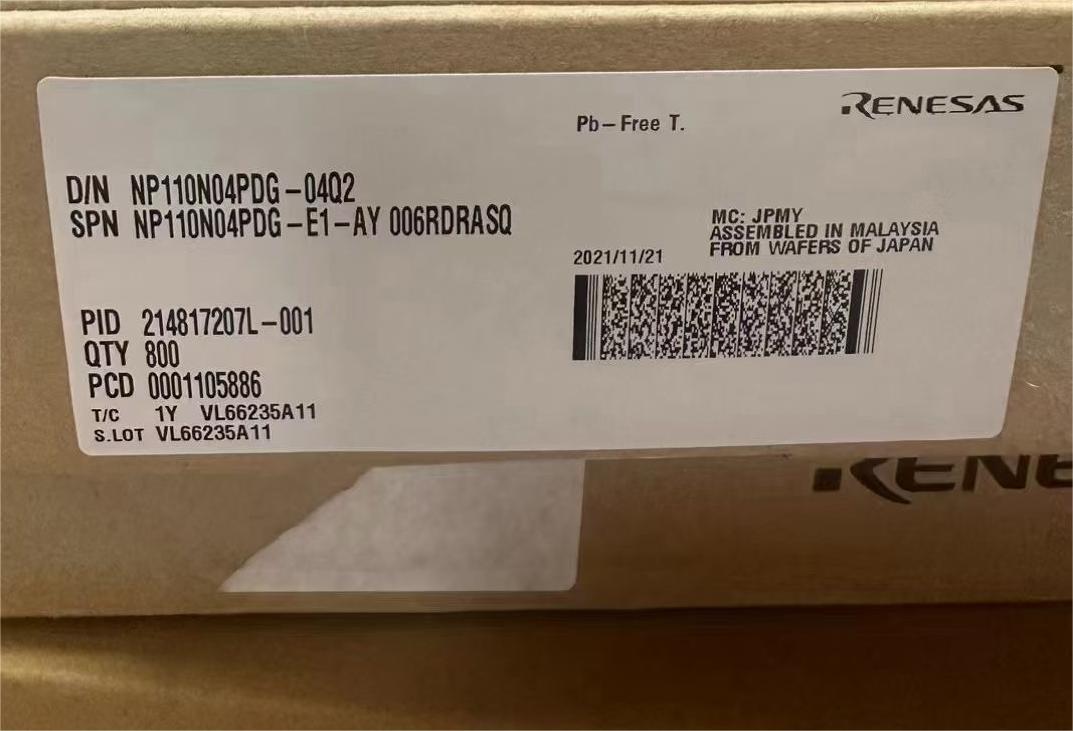 RENESAS
Pb-Free T.
D/N NP110N04PDG-04Q2
SPN NP110N04PDG-E1-AY 006RDRASQ
MC: JPMY
ASSEMBLED IN MALAYSIA
FROM WAFERS OF JAPAN
2021/11/21
PID 214817207L-001
QTY 800
PCD 0001105886
T/C 1Y VL66235A11
S.LOT VL66235A11
RENE